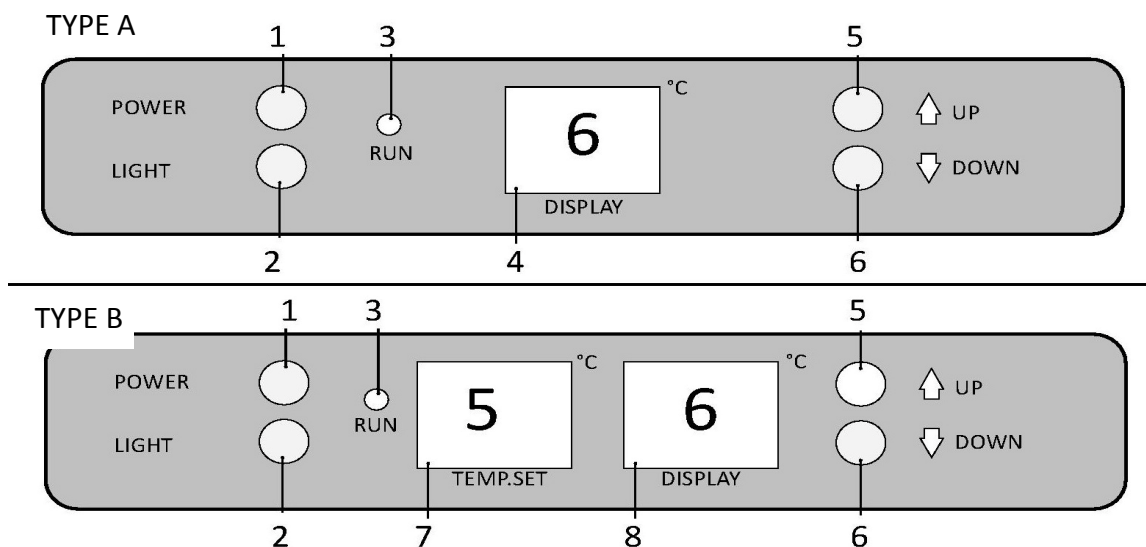 TYPE A
1 3 5
POWER °C UP
6
LIGHT RUN DOWN
DISPLAY
2 4 6
TYPE B
1 3 5
°C °C
POWER UP
5 6
LIGHT RUN DOWN
TEMP.SET DISPLAY
2 7 8 6